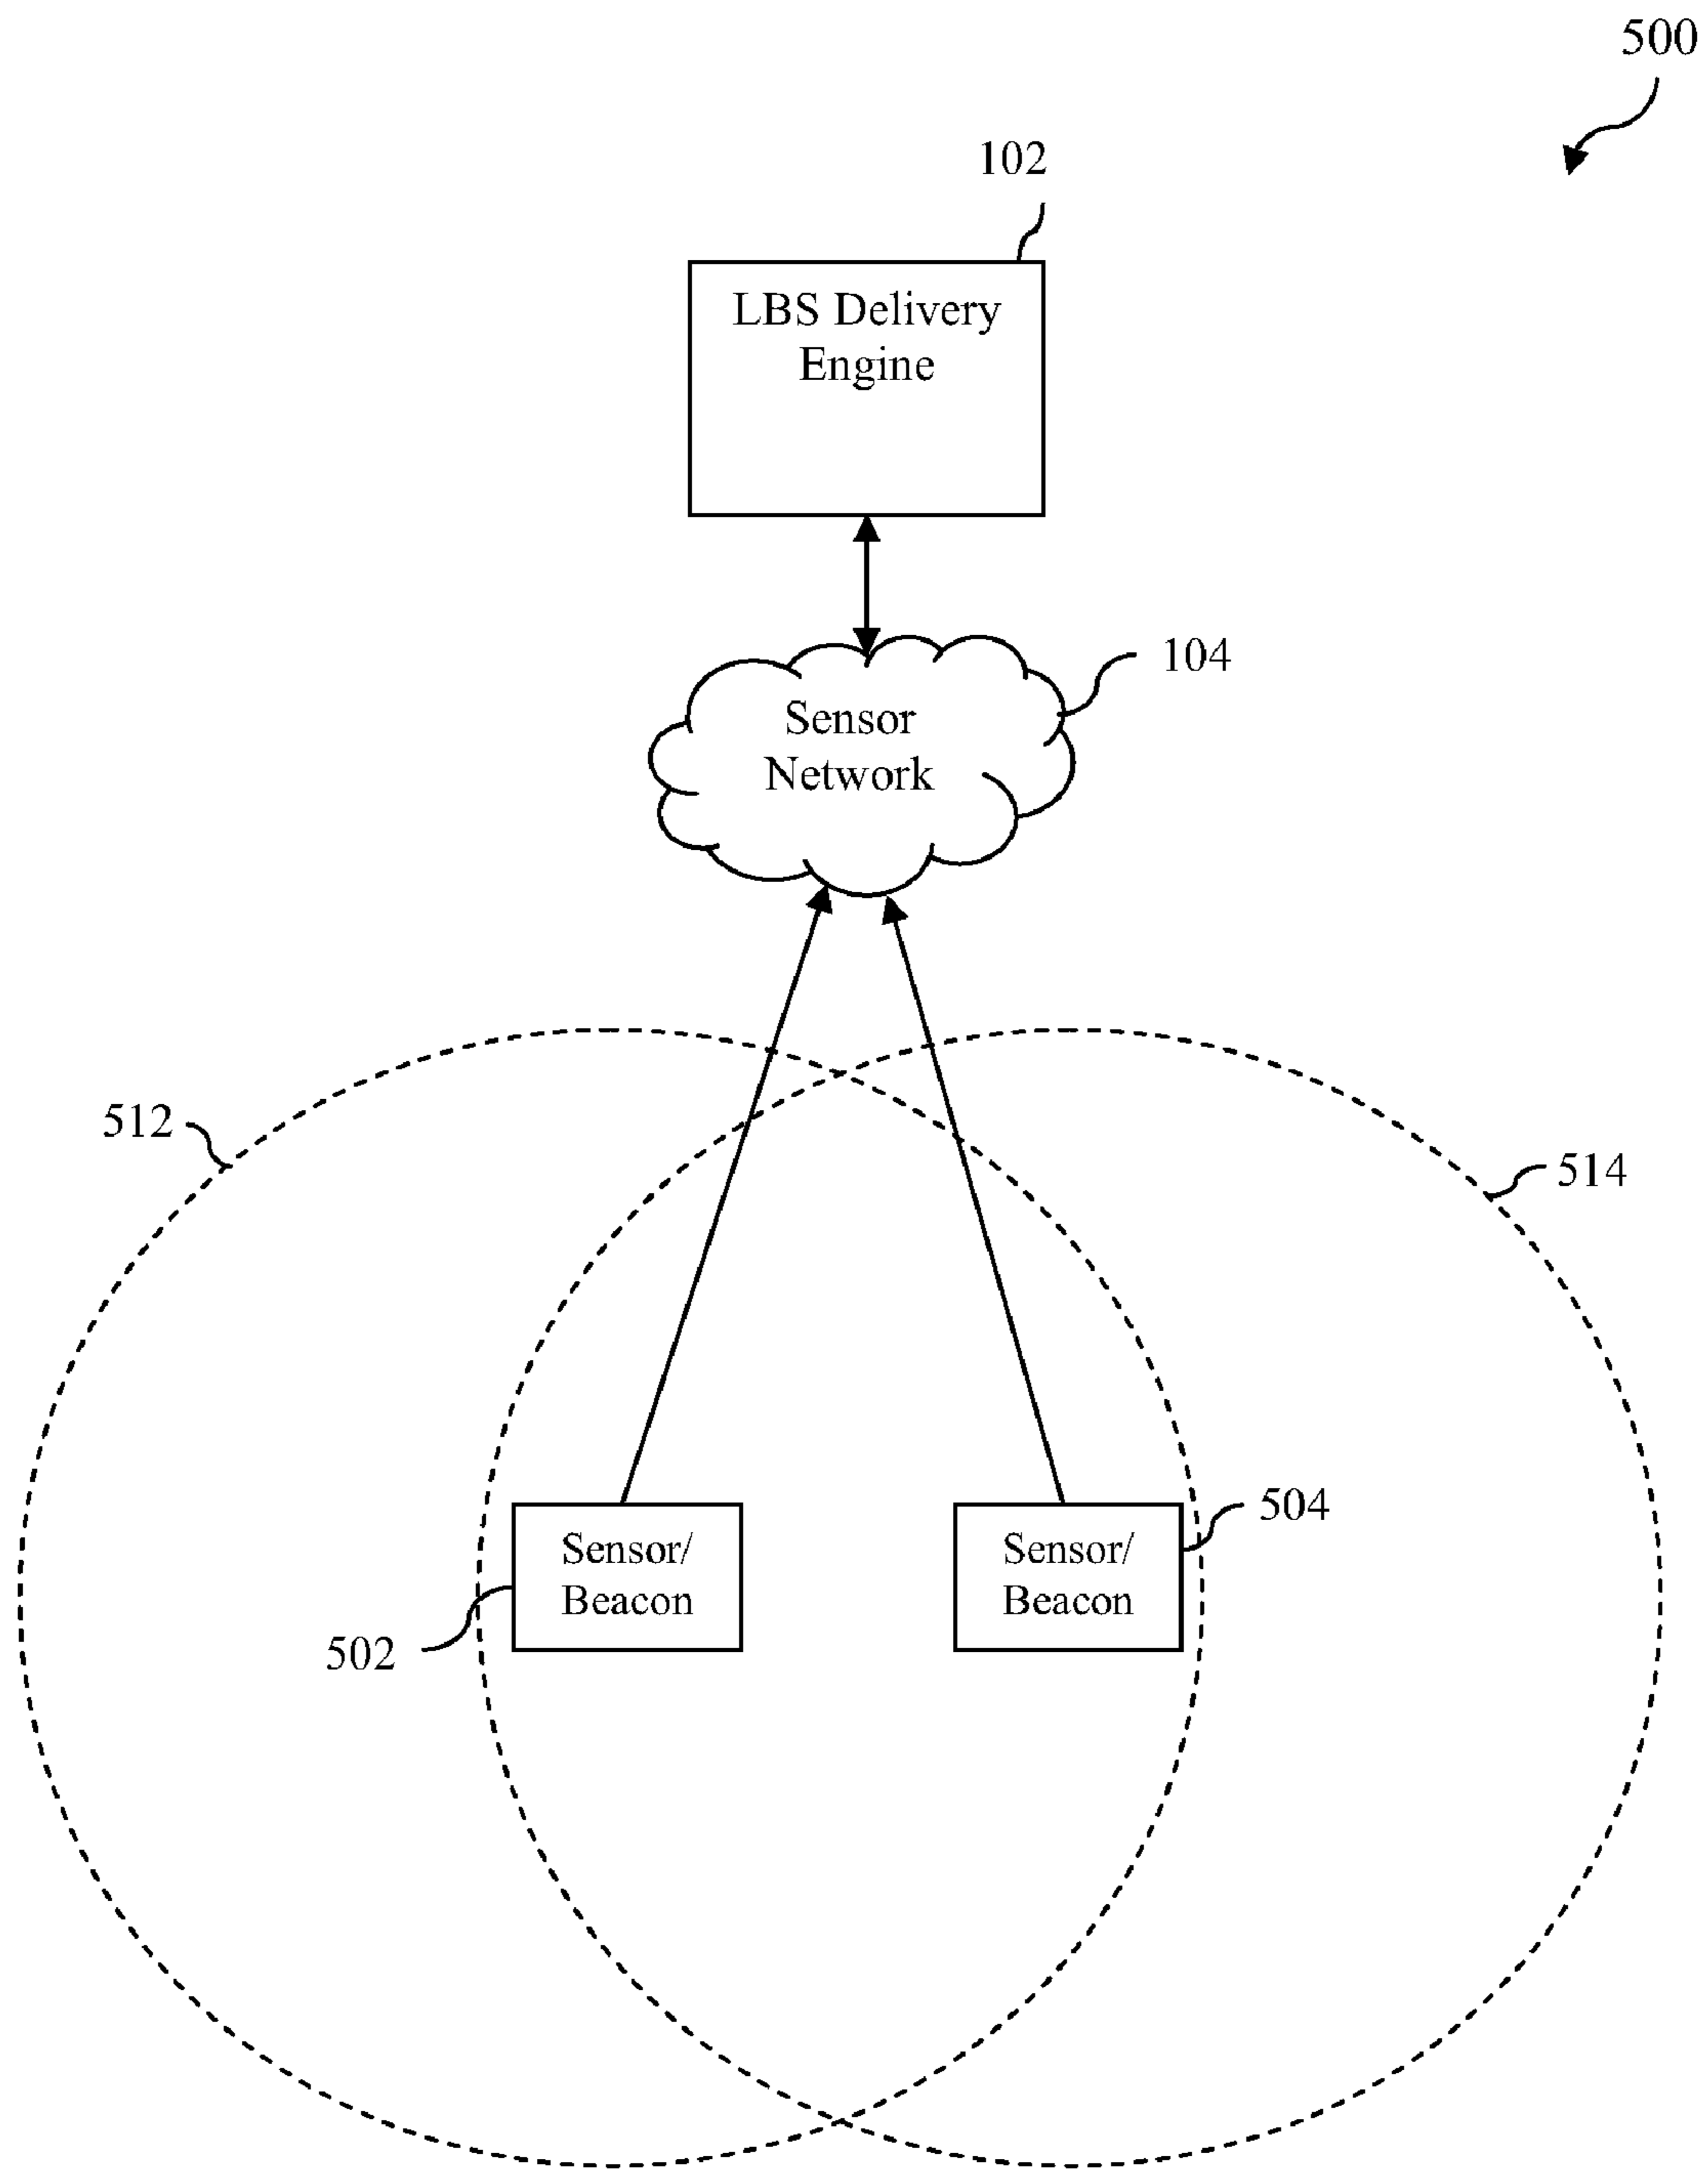 500
102
LBS Delivery
Engine
104
Sensor
Network
512
514
504
Sensor/
Beacon
Sensor/
Beacon
502